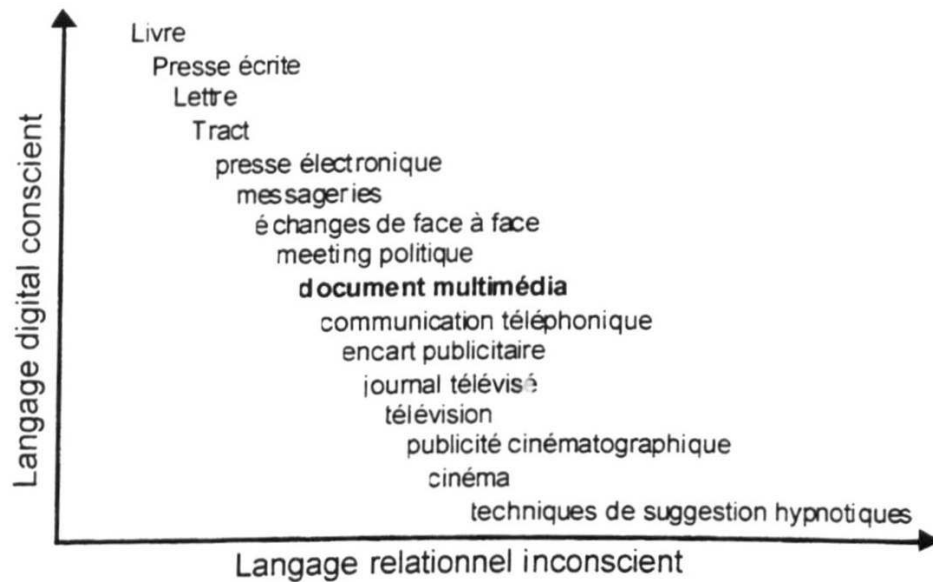 Livre
Presse écrite
Lettre
Tract
presse électronique
messageries
échanges de face à face
meeting politique
document multimédia
communication téléphonique
encart publicitaire
journal télévisé
télévision
publicité cinématographique
cinéma
techniques de suggestion hypnotiques
Langage digital conscient
Langage relationnel inconscient